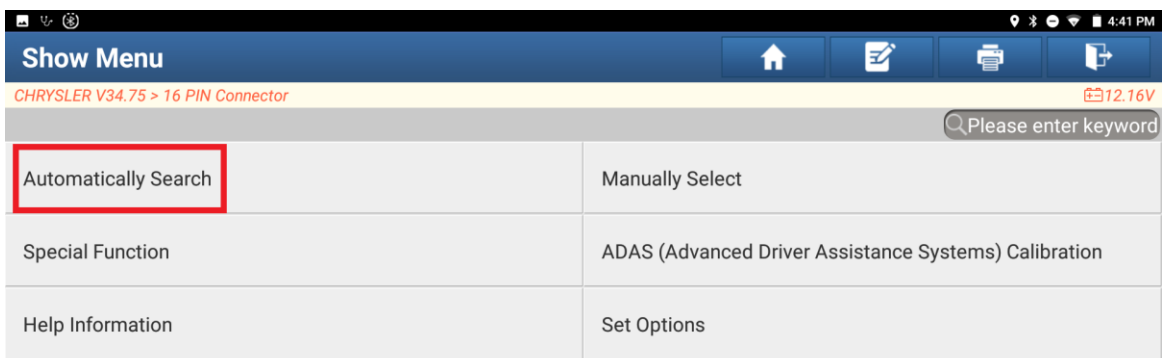 4:41 PM
Show Menu
CHRYSLER V34.75 > 16 PIN Connector
12.16V
Please enter keyword
Automatically Search
Manually Select
Special Function
ADAS (Advanced Driver Assistance Systems) Calibration
Help Information
Set Options